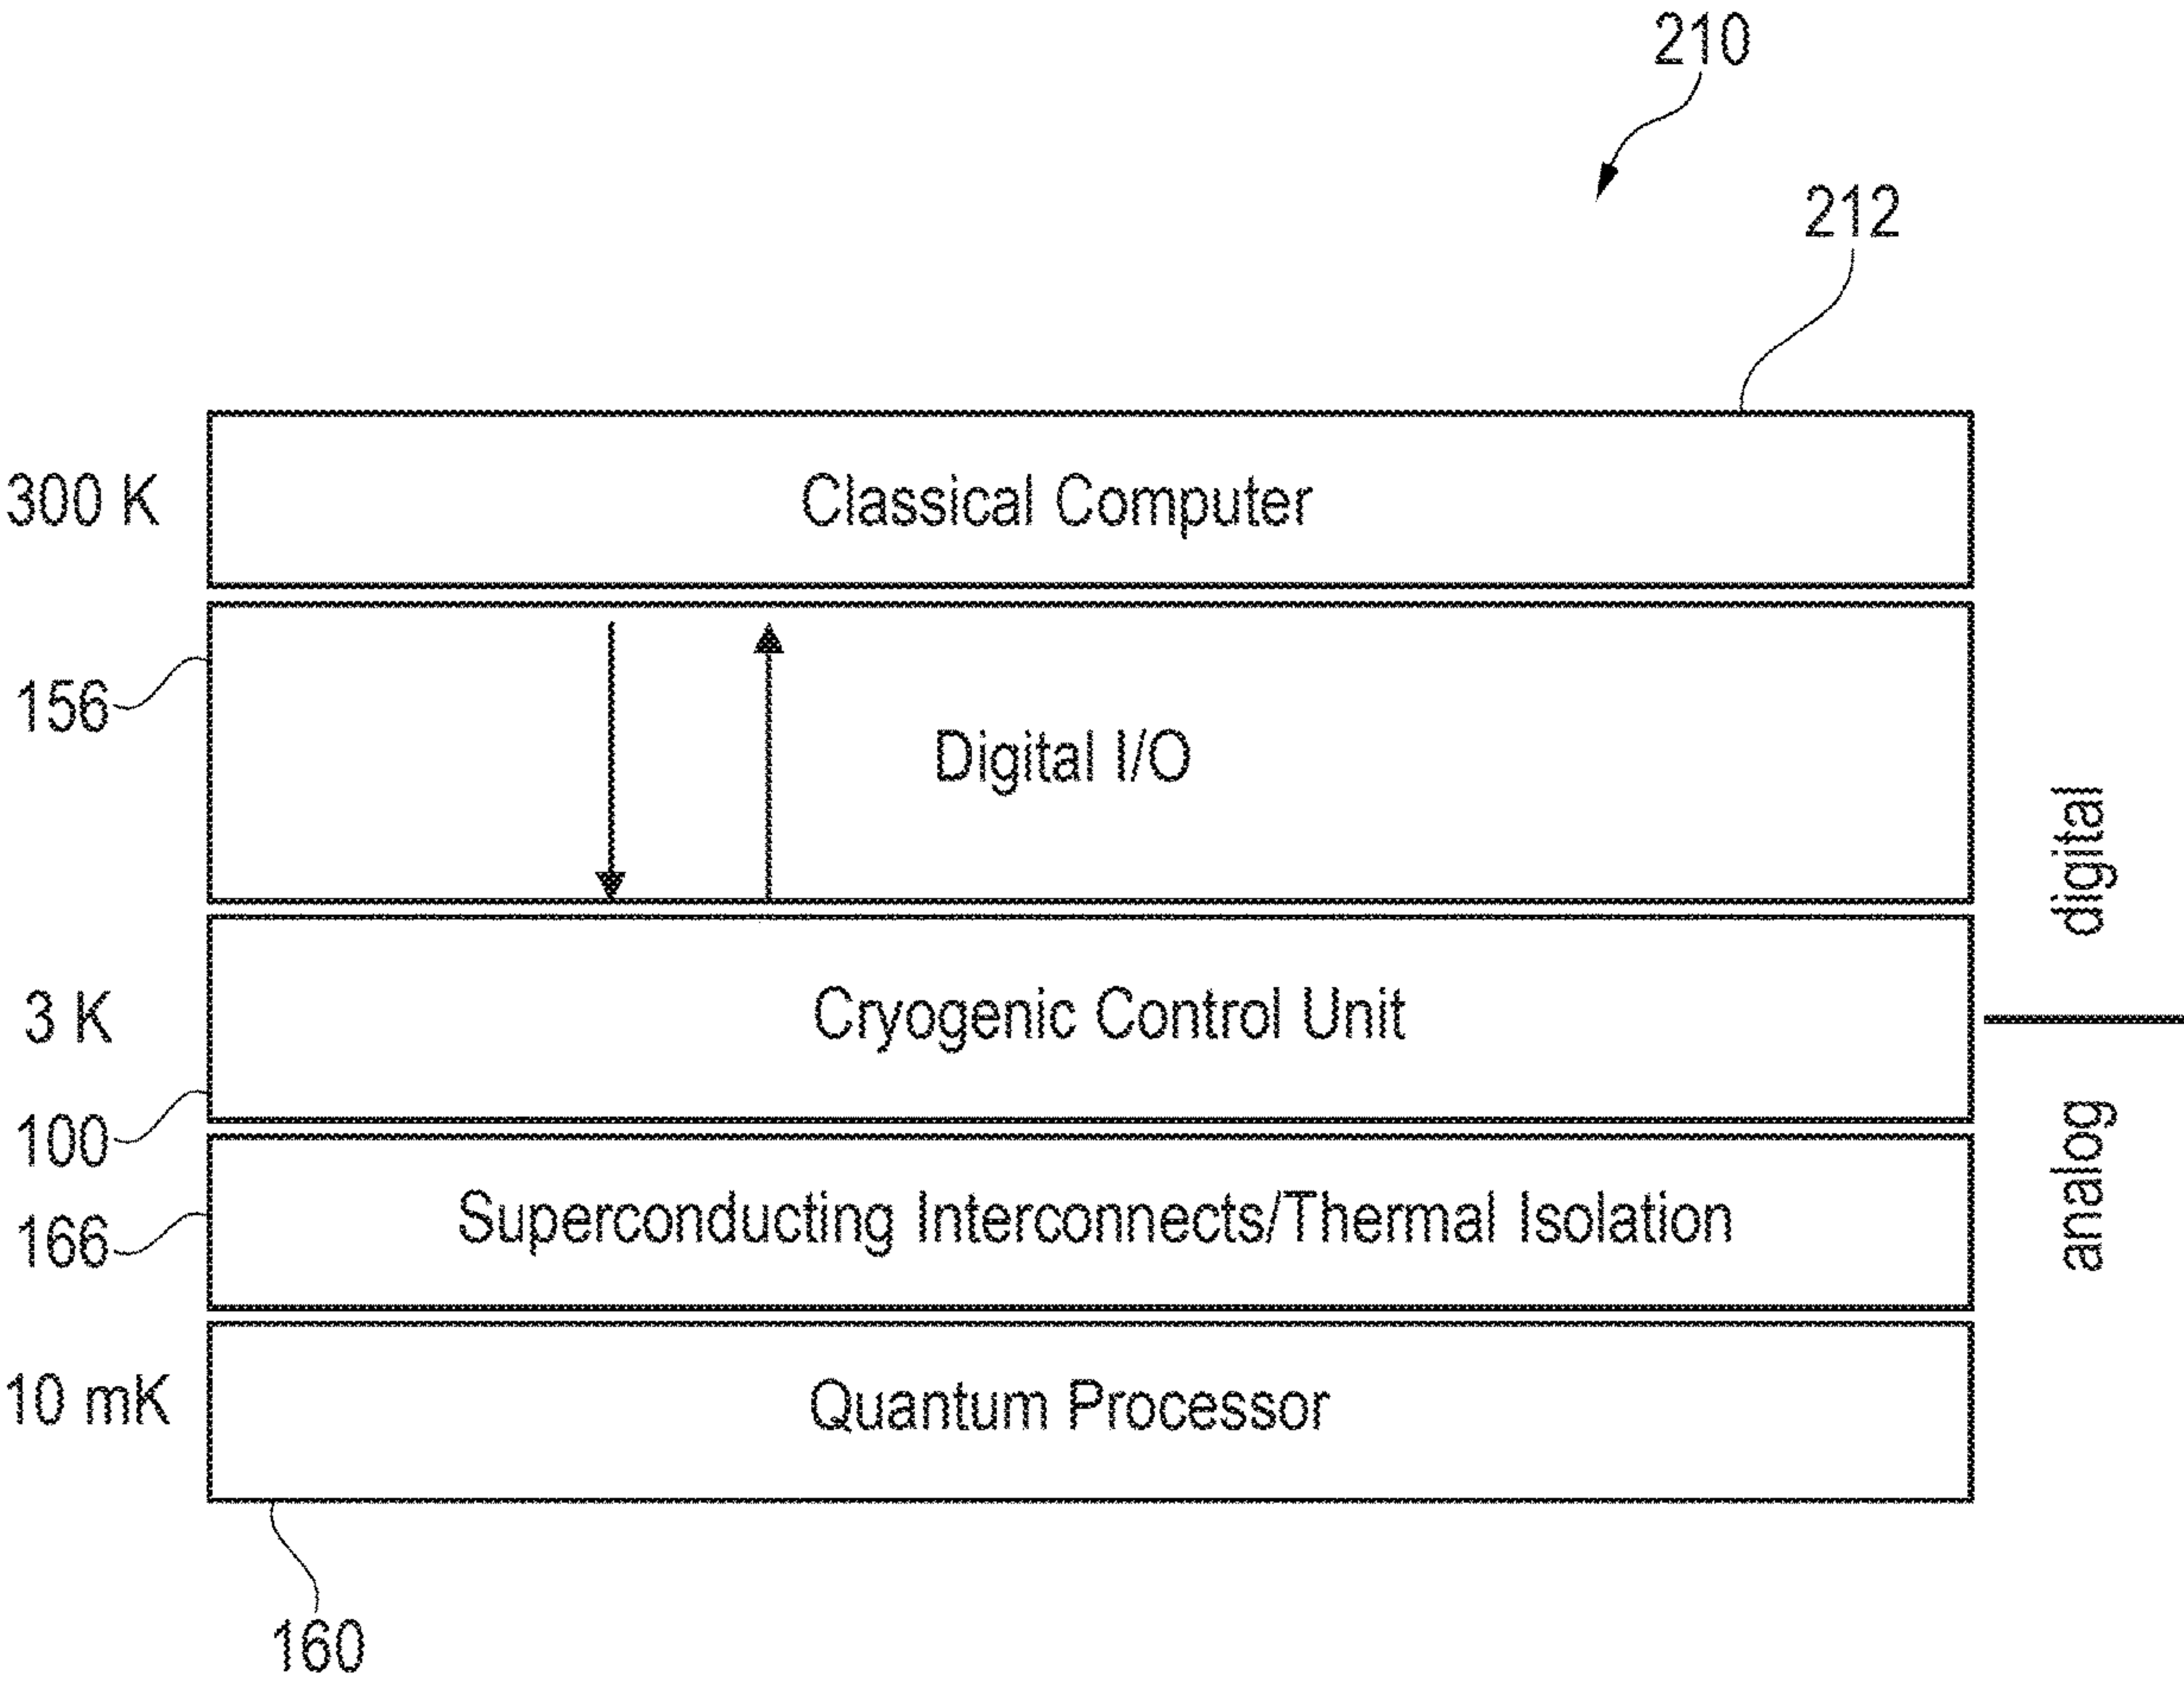 210
212
300 K
Classical Computer
156
Digital I/O
digital
3 K
Cryogenic Control Unit
100
analog
166
Superconducting Interconnects/Thermal Isolation
10 mK
Quantum Processor
160